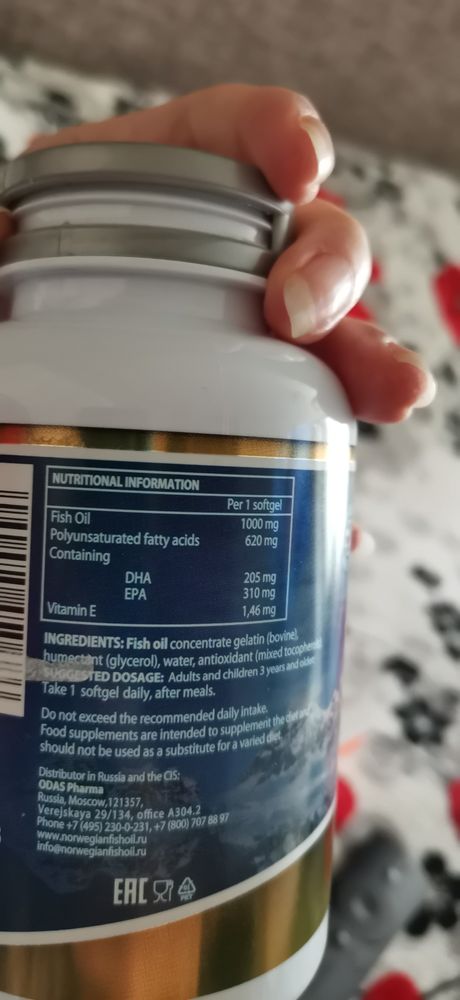 NUTRITIONAL INFORMATION
Per 1 softgel
Fish Oil 1000 mg
Polyunsaturated fatty acids 620 mg
Containing
DHA 205 mg
EPA 310 mg
Vitamin E 1,46 mg
INGREDIENTS: Fish oil concentrate gelatin (bovine),
humectant (glycerol), water, antioxidant (mixed tocopherol
SUGGESTED DOSAGE: Adults and children 3 years and older
Take 1 softgel daily, after meals.
Do not exceed the recommended daily intake.
Food supplements are intended to supplement the diet and
should not be used as a substitute for a varied diet.
Distributor in Russia and the CIS:
ODAS Pharma
Russia, Moscow,121357,
Verejskaya 29/134, office A304.2
Phone +7 (495) 230-0-231, +7 (800) 707 88 97
www.norwegianfishoil.ru
info@norwegianfishoil.ru
EAC
PET